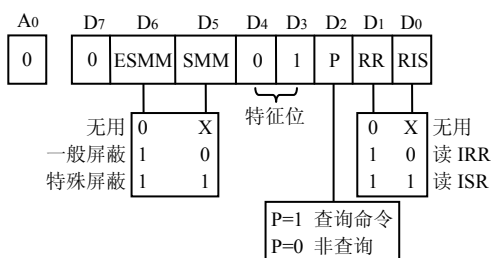 A0 D7 D6 D5 D4 D3 D2 D1 D0
0 0 ESMM SMM 0 1 P RR RIS
特征位
无用 0 X 0 X 无用
一般屏蔽 1 0 1 0 读 IRR
特殊屏蔽 1 1 1 1 读 ISR
P=1 查询命令
P=0 非查询